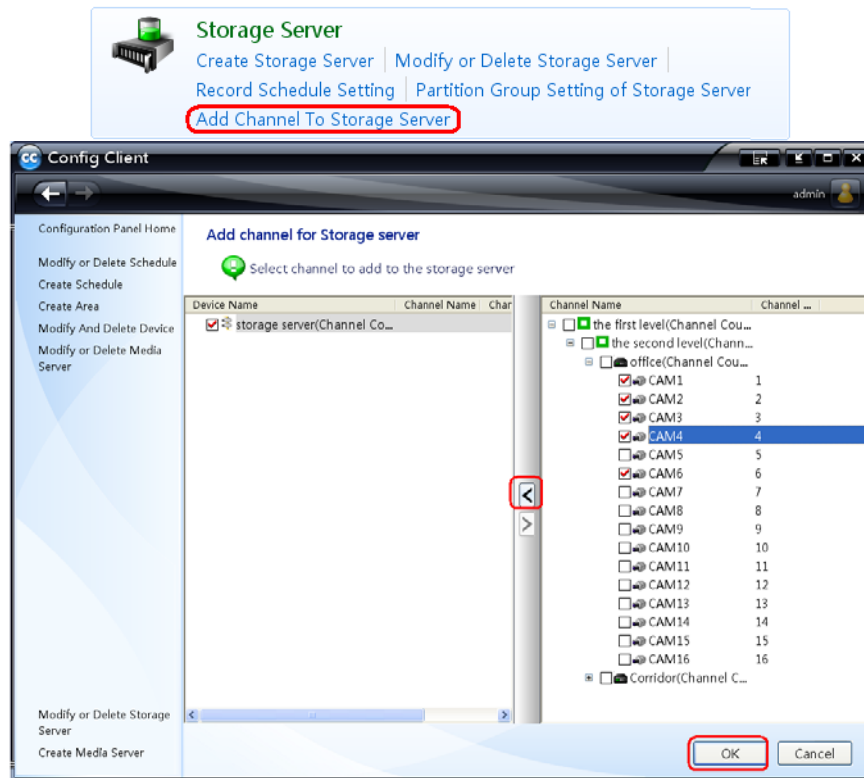 Storage Server
Create Storage Server | Modify or Delete Storage Server |
Record Schedule Setting | Partition Group Setting of Storage Server
Add Channel To Storage Server
CC Config Client
admin
Configuration Panel Home
Modify or Delete Schedule
Create Schedule
Create Area
Modify And Delete Device
Modify or Delete Media
Server
Modify or Delete Storage
Server
Create Media Server
Add channel for Storage server
Select channel to add to the storage server
Device Name Channel Name Char
storage server(Channel Co...
< 
>
Channel Name Channel ...
the first level(Channel Cou...
the second level(Chann...
office(Channel Cou...
CAM1 1
CAM2 2
CAM3 3
CAM4 4
CAM5 5
CAM6 6
CAM7 7
CAM8 8
CAM9 9
CAM10 10
CAM11 11
CAM12 12
CAM13 13
CAM14 14
CAM15 15
CAM16 16
Corridor(Channel C...
OK Cancel